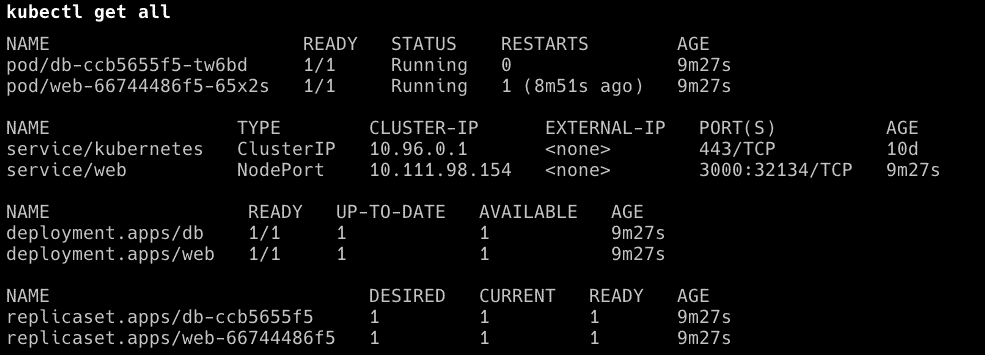 kubectl get all
NAME READY STATUS RESTARTS AGE
pod/db-ccb5655f5-tw6bd 1/1 Running 0 9m27s
pod/web-66744486f5-65x2s 1/1 Running 1 (8m51s ago) 9m27s
NAME TYPE CLUSTER-IP EXTERNAL-IP PORT(S) AGE
service/kubernetes ClusterIP 10.96.0.1 <none> 443/TCP 10d
service/web NodePort 10.111.98.154 <none> 3000:32134/TCP 9m27s
NAME READY UP-TO-DATE AVAILABLE AGE
deployment.apps/db 1/1 1 1 9m27s
deployment.apps/web 1/1 1 1 9m27s
NAME DESIRED CURRENT READY AGE
replicaset.apps/db-ccb5655f5 1 1 1 9m27s
replicaset.apps/web-66744486f5 1 1 1 9m27s